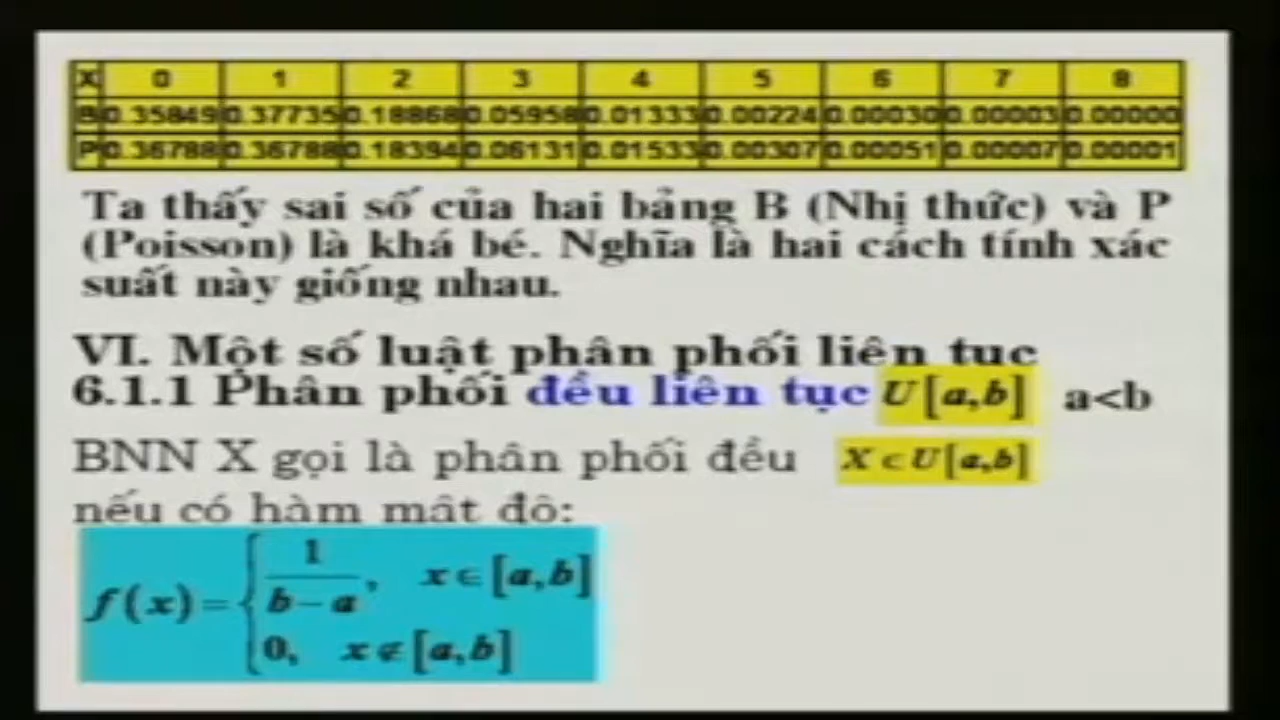 X 0 1 2 3 4 5 6 7 8
B 0.35849 0.37735 0.18868 0.05958 0.01333 0.00224 0.00030 0.00003 0.00000
P 0.36788 0.36788 0.18394 0.06131 0.01533 0.00307 0.00051 0.00007 0.00001
Ta thấy sai số của hai bảng B (Nhị thức) và P
(Poisson) là khá bé. Nghĩa là hai cách tính xác
suất này giống nhau.
VI. Một số luật phân phối liên tục
6.1.1 Phân phối đều liên tục U[a,b] a<b
BNN X gọi là phân phối đều X ⊂ U[a,b]
nếu có hàm mật độ:
f(x) = { 1/(b−a), x∈[a,b]
0, x∉[a,b]